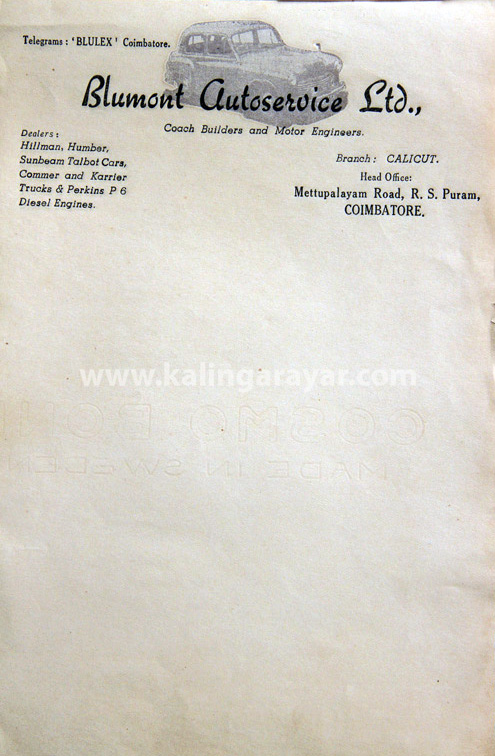 Telegrams : 'BLULEX' Coimbatore.
Blumont Autoservice Ltd.,
Coach Builders and Motor Engineers.
Dealers :
Hillman, Humber,
Sunbeam Talbot Cars,
Commer and Karrier
Trucks & Perkins P 6
Diesel Engines.
Branch : CALICUT.
Head Office:
Mettupalayam Road, R. S. Puram,
COIMBATORE.
www.kalingarayar.com
COSMO
MADE IN SWEDEN